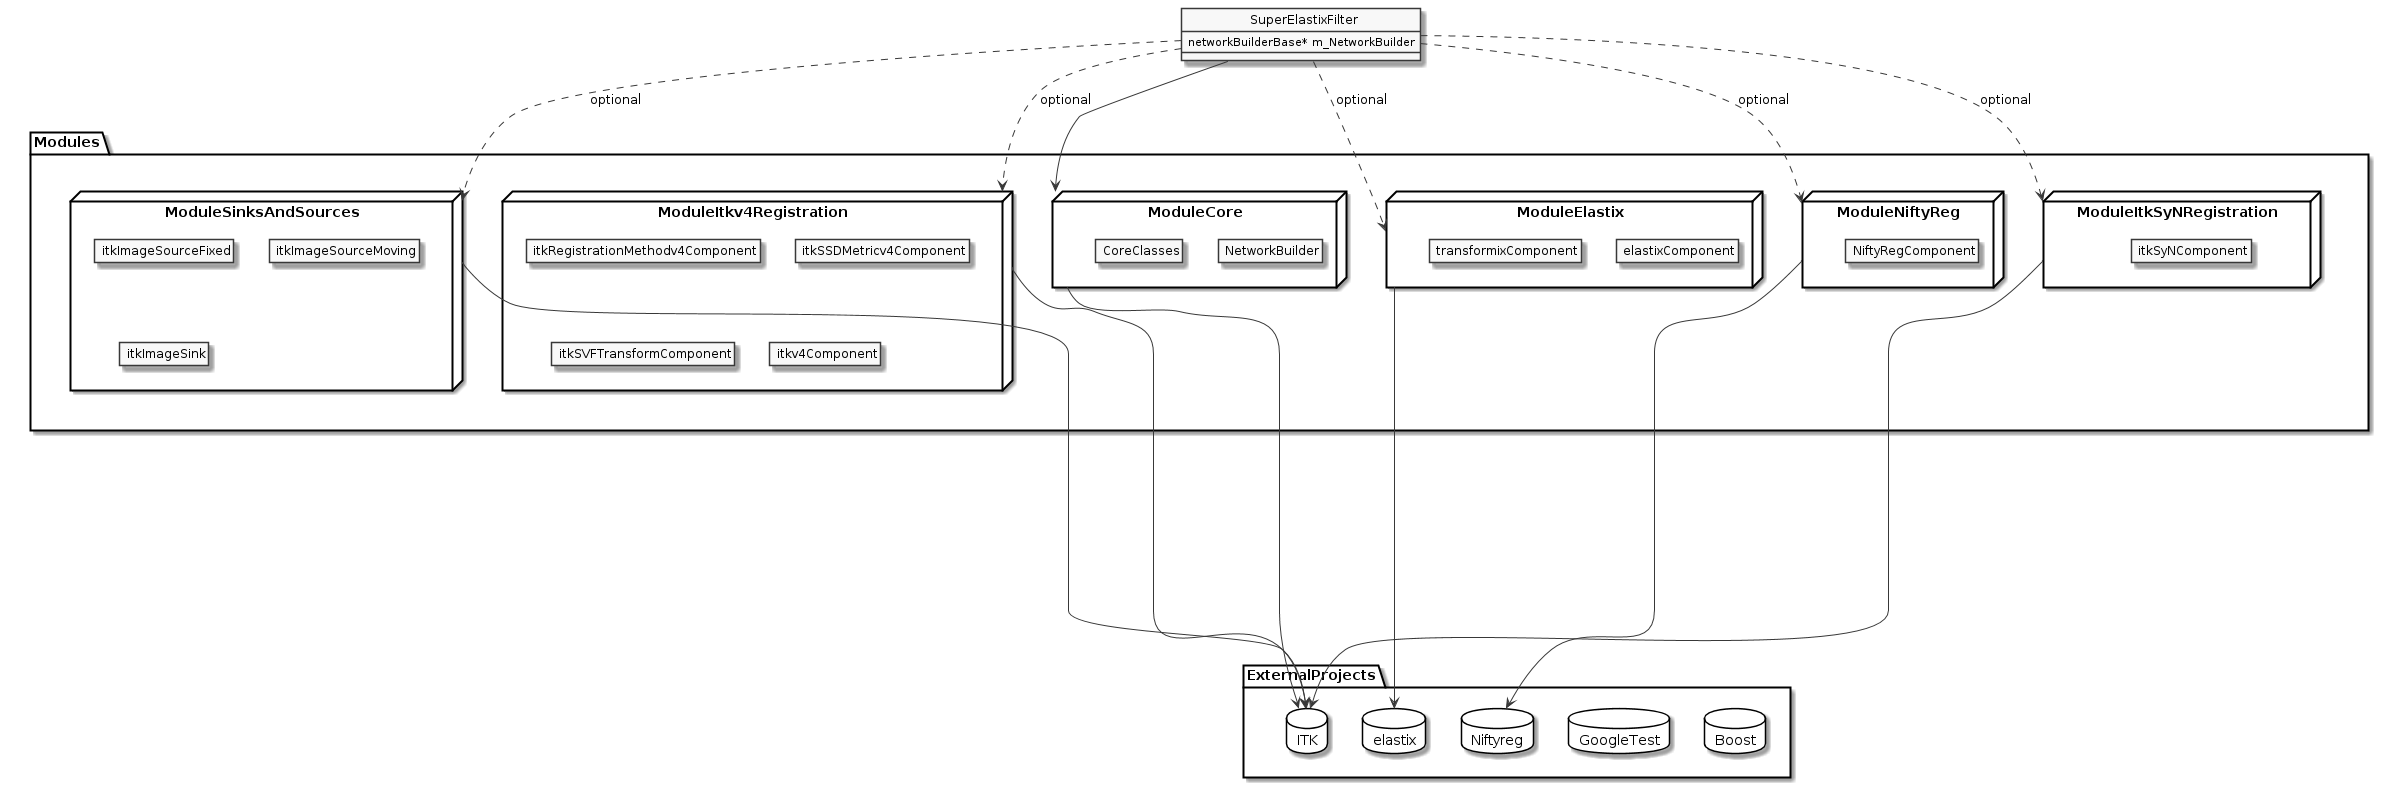 SuperElastixFilter
networkBuilderBase* m_NetworkBuilder
optional
optional
optional
optional
optional
Modules
ModuleSinksAndSources
itkImageSourceFixed
itkImageSourceMoving
itkImageSink
ModuleItkv4Registration
itkRegistrationMethodv4Component
itkSSDMetricv4Component
itkSVFTransformComponent
itkv4Component
ModuleCore
CoreClasses
NetworkBuilder
ModuleElastix
transformixComponent
elastixComponent
ModuleNiftyReg
NiftyRegComponent
ModuleItkSyNRegistration
itkSyNComponent
ExternalProjects
ITK
elastix
Niftyreg
GoogleTest
Boost